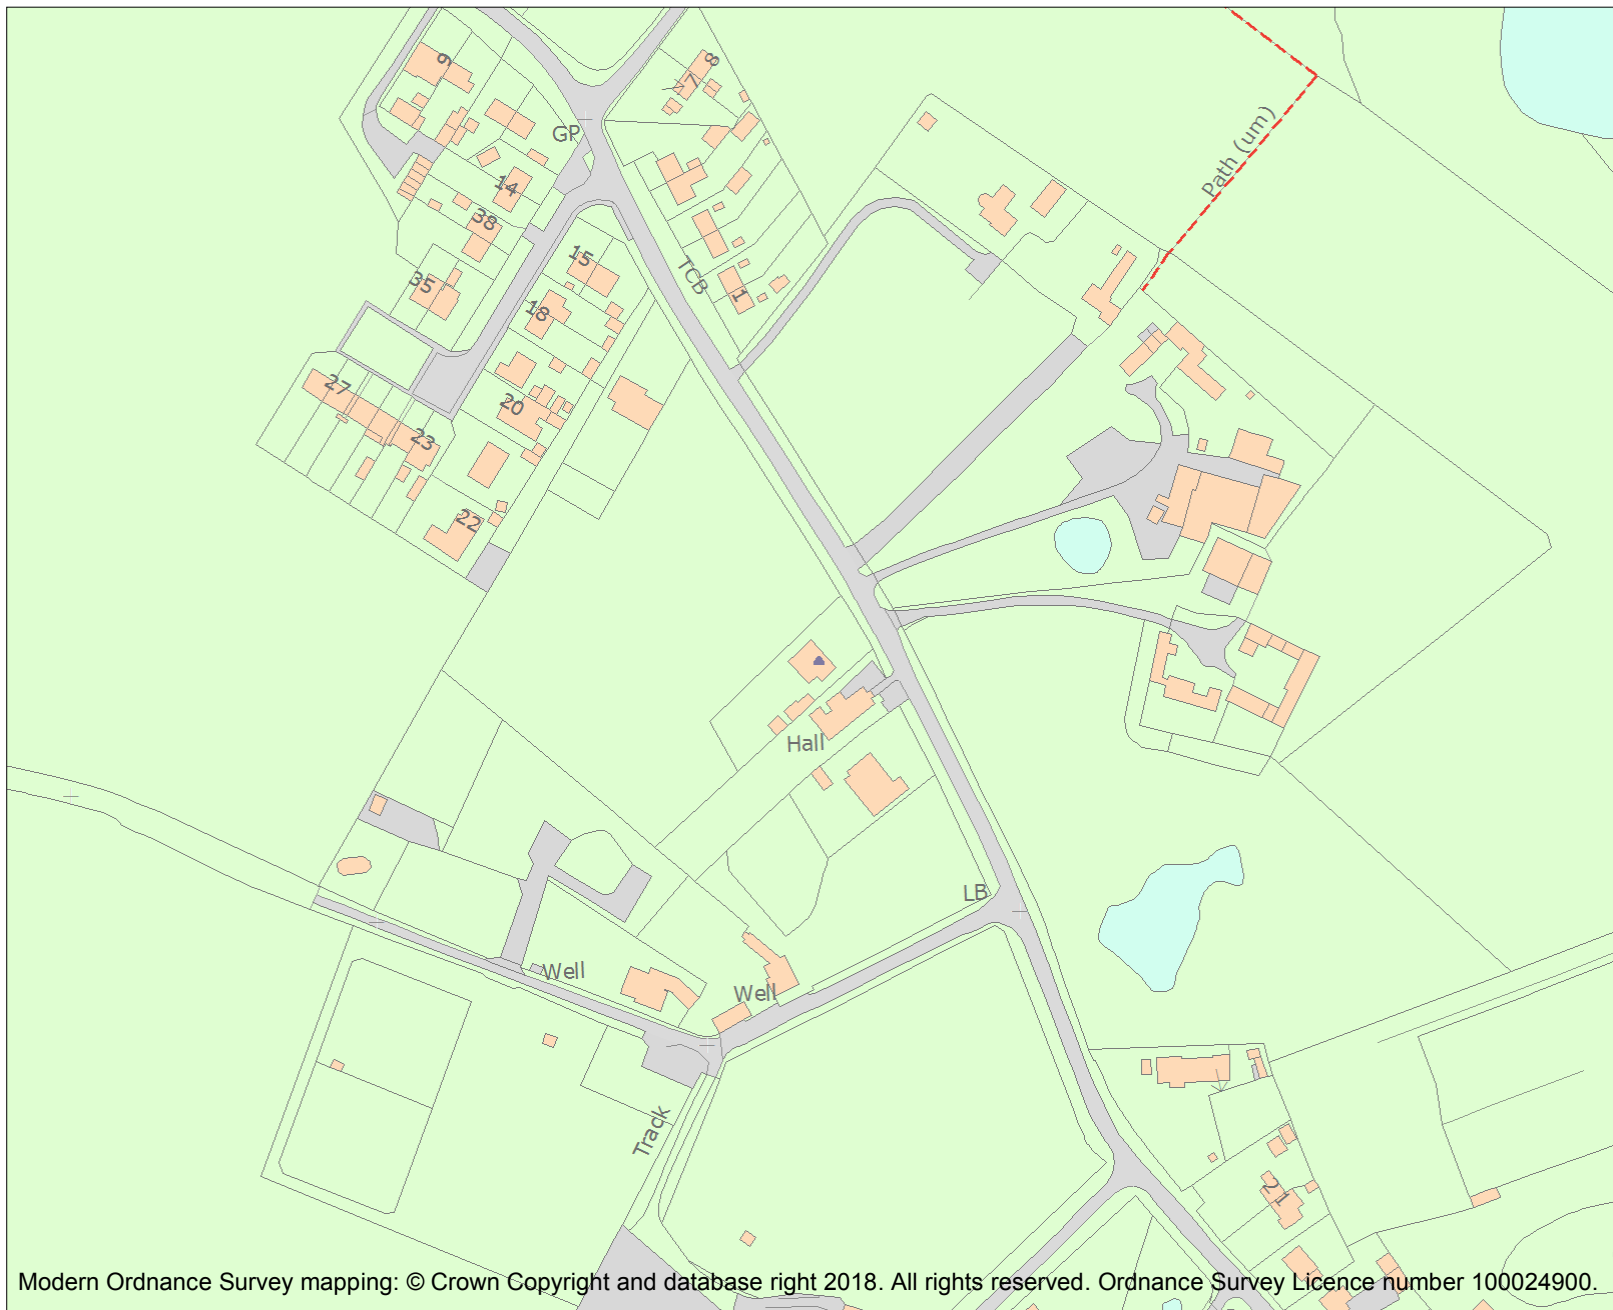 9
8
7
GP
14
38
35
15
18
TCB
1
Path (um)
27
23
20
22
Hall
LB
Well
Well
Track
21
Modern Ordnance Survey mapping: © Crown Copyright and database right 2018. All rights reserved. Ordnance Survey Licence number 100024900.